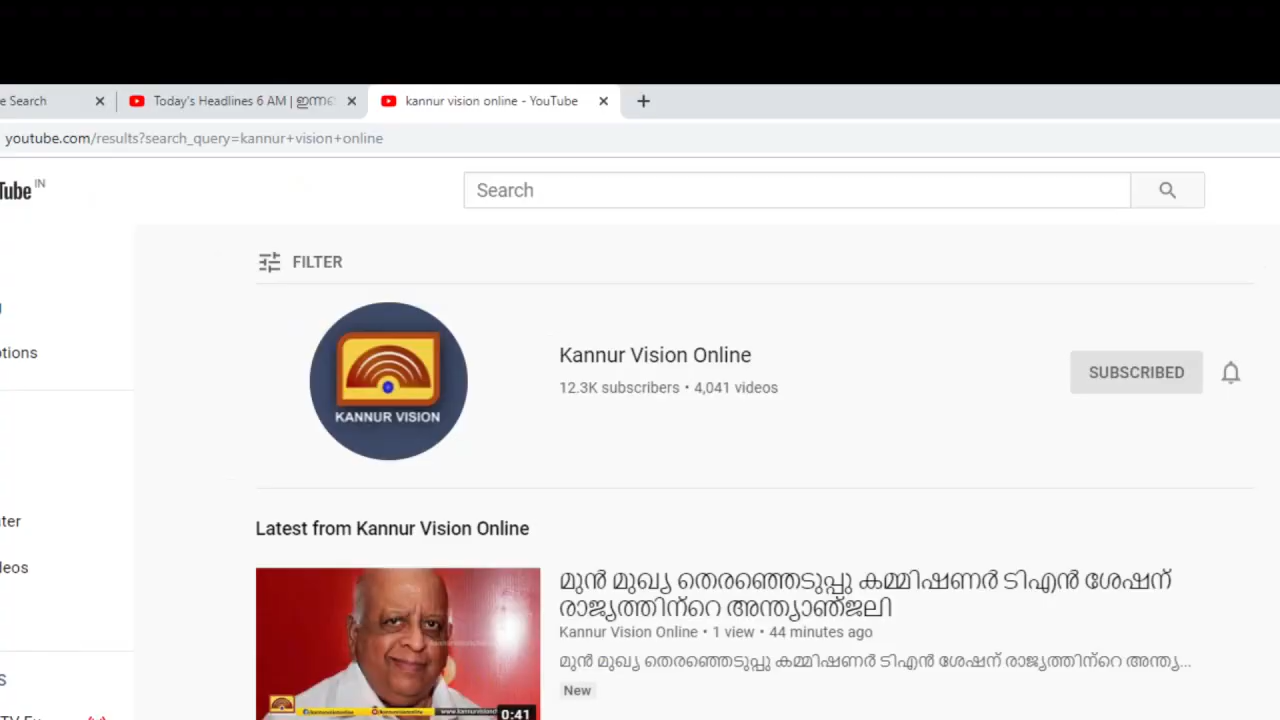 e Search
Today's Headlines 6 AM | ഇന്നത്
kannur vision online - YouTube
youtube.com/results?search_query=kannur+vision+online
Tube IN
Search
FILTER
KANNUR VISION
Kannur Vision Online
12.3K subscribers • 4,041 videos
SUBSCRIBED
Latest from Kannur Vision Online
മുൻ മുഖ്യ തെരഞ്ഞെടുപ്പു കമ്മിഷണർ ടിഎൻ ശേഷന്
രാജ്യത്തിന്റെ അന്ത്യാഞ്ജലി
Kannur Vision Online • 1 view • 44 minutes ago
മുൻ മുഖ്യ തെരഞ്ഞെടുപ്പു കമ്മിഷണർ ടിഎൻ ശേഷന് രാജ്യത്തിന്റെ അന്ത്യ...
New
0:41